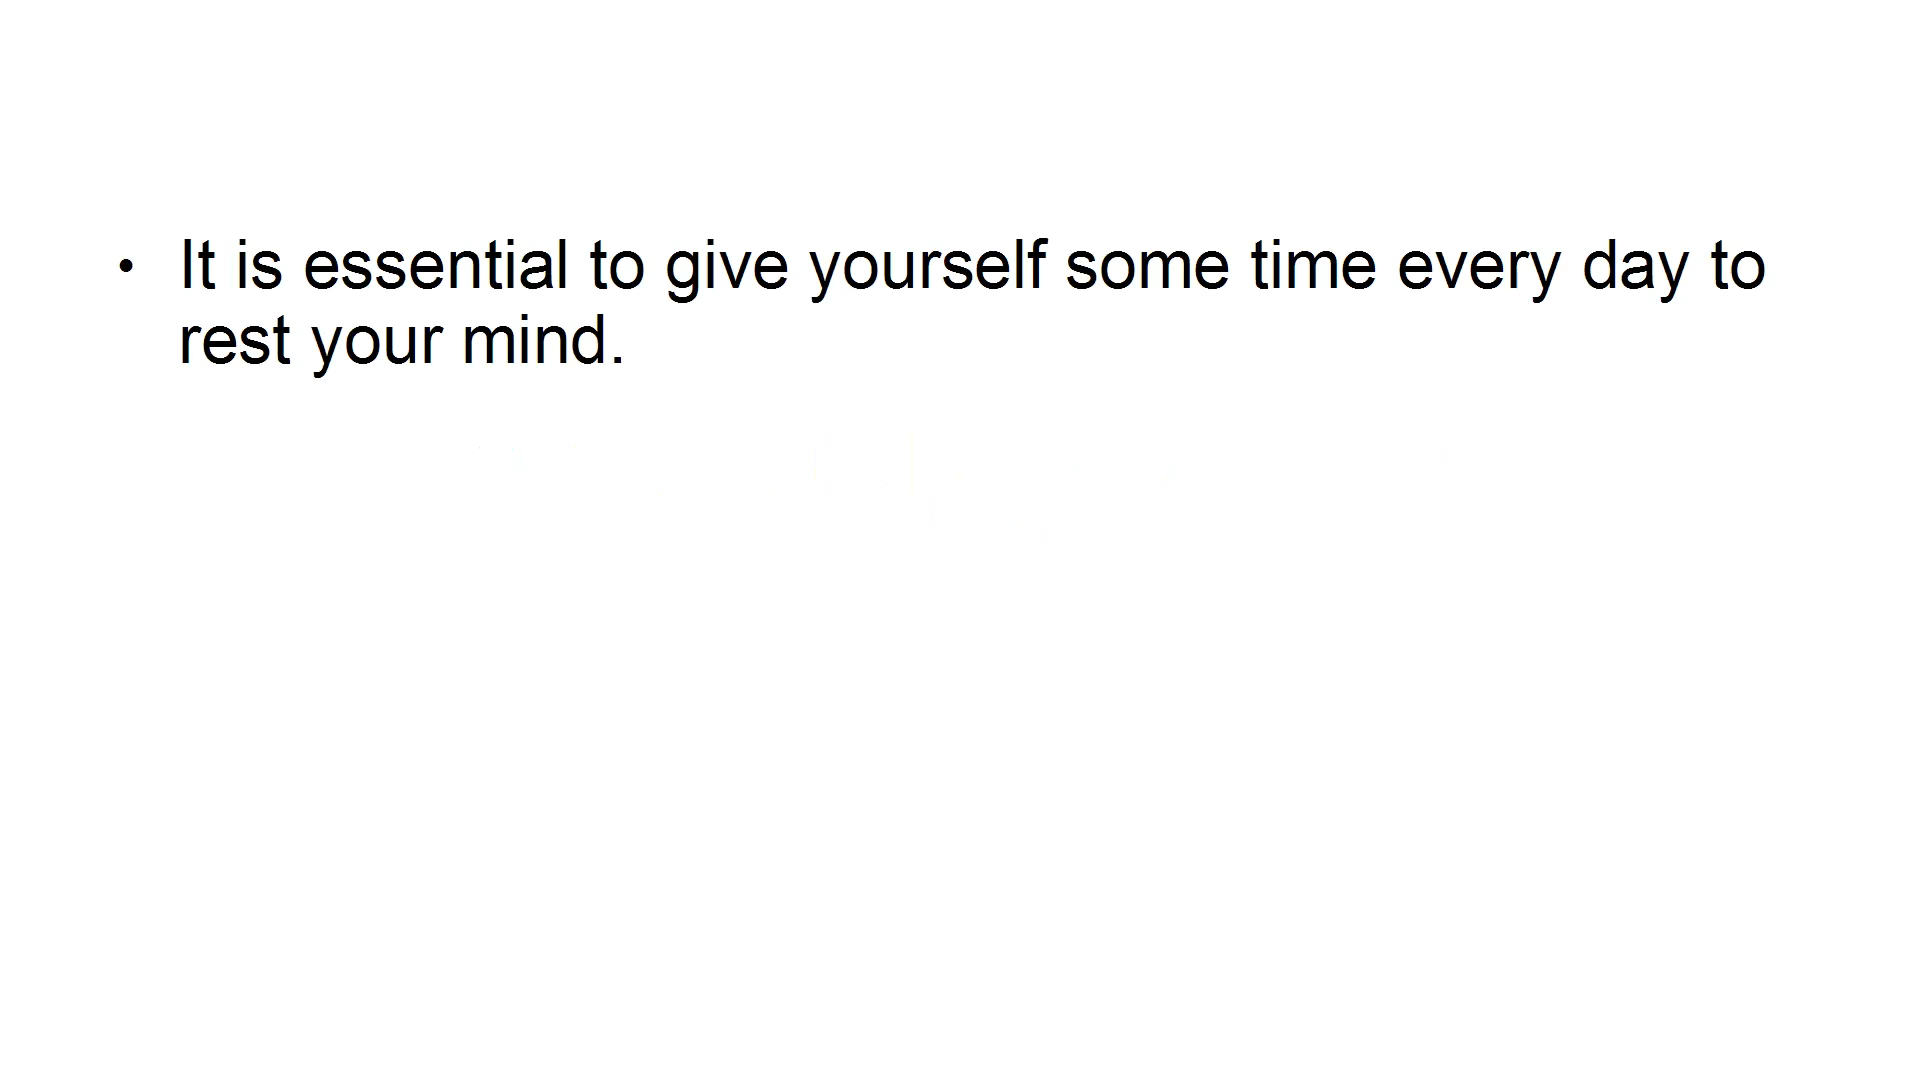 • It is essential to give yourself some time every day to
rest your mind.